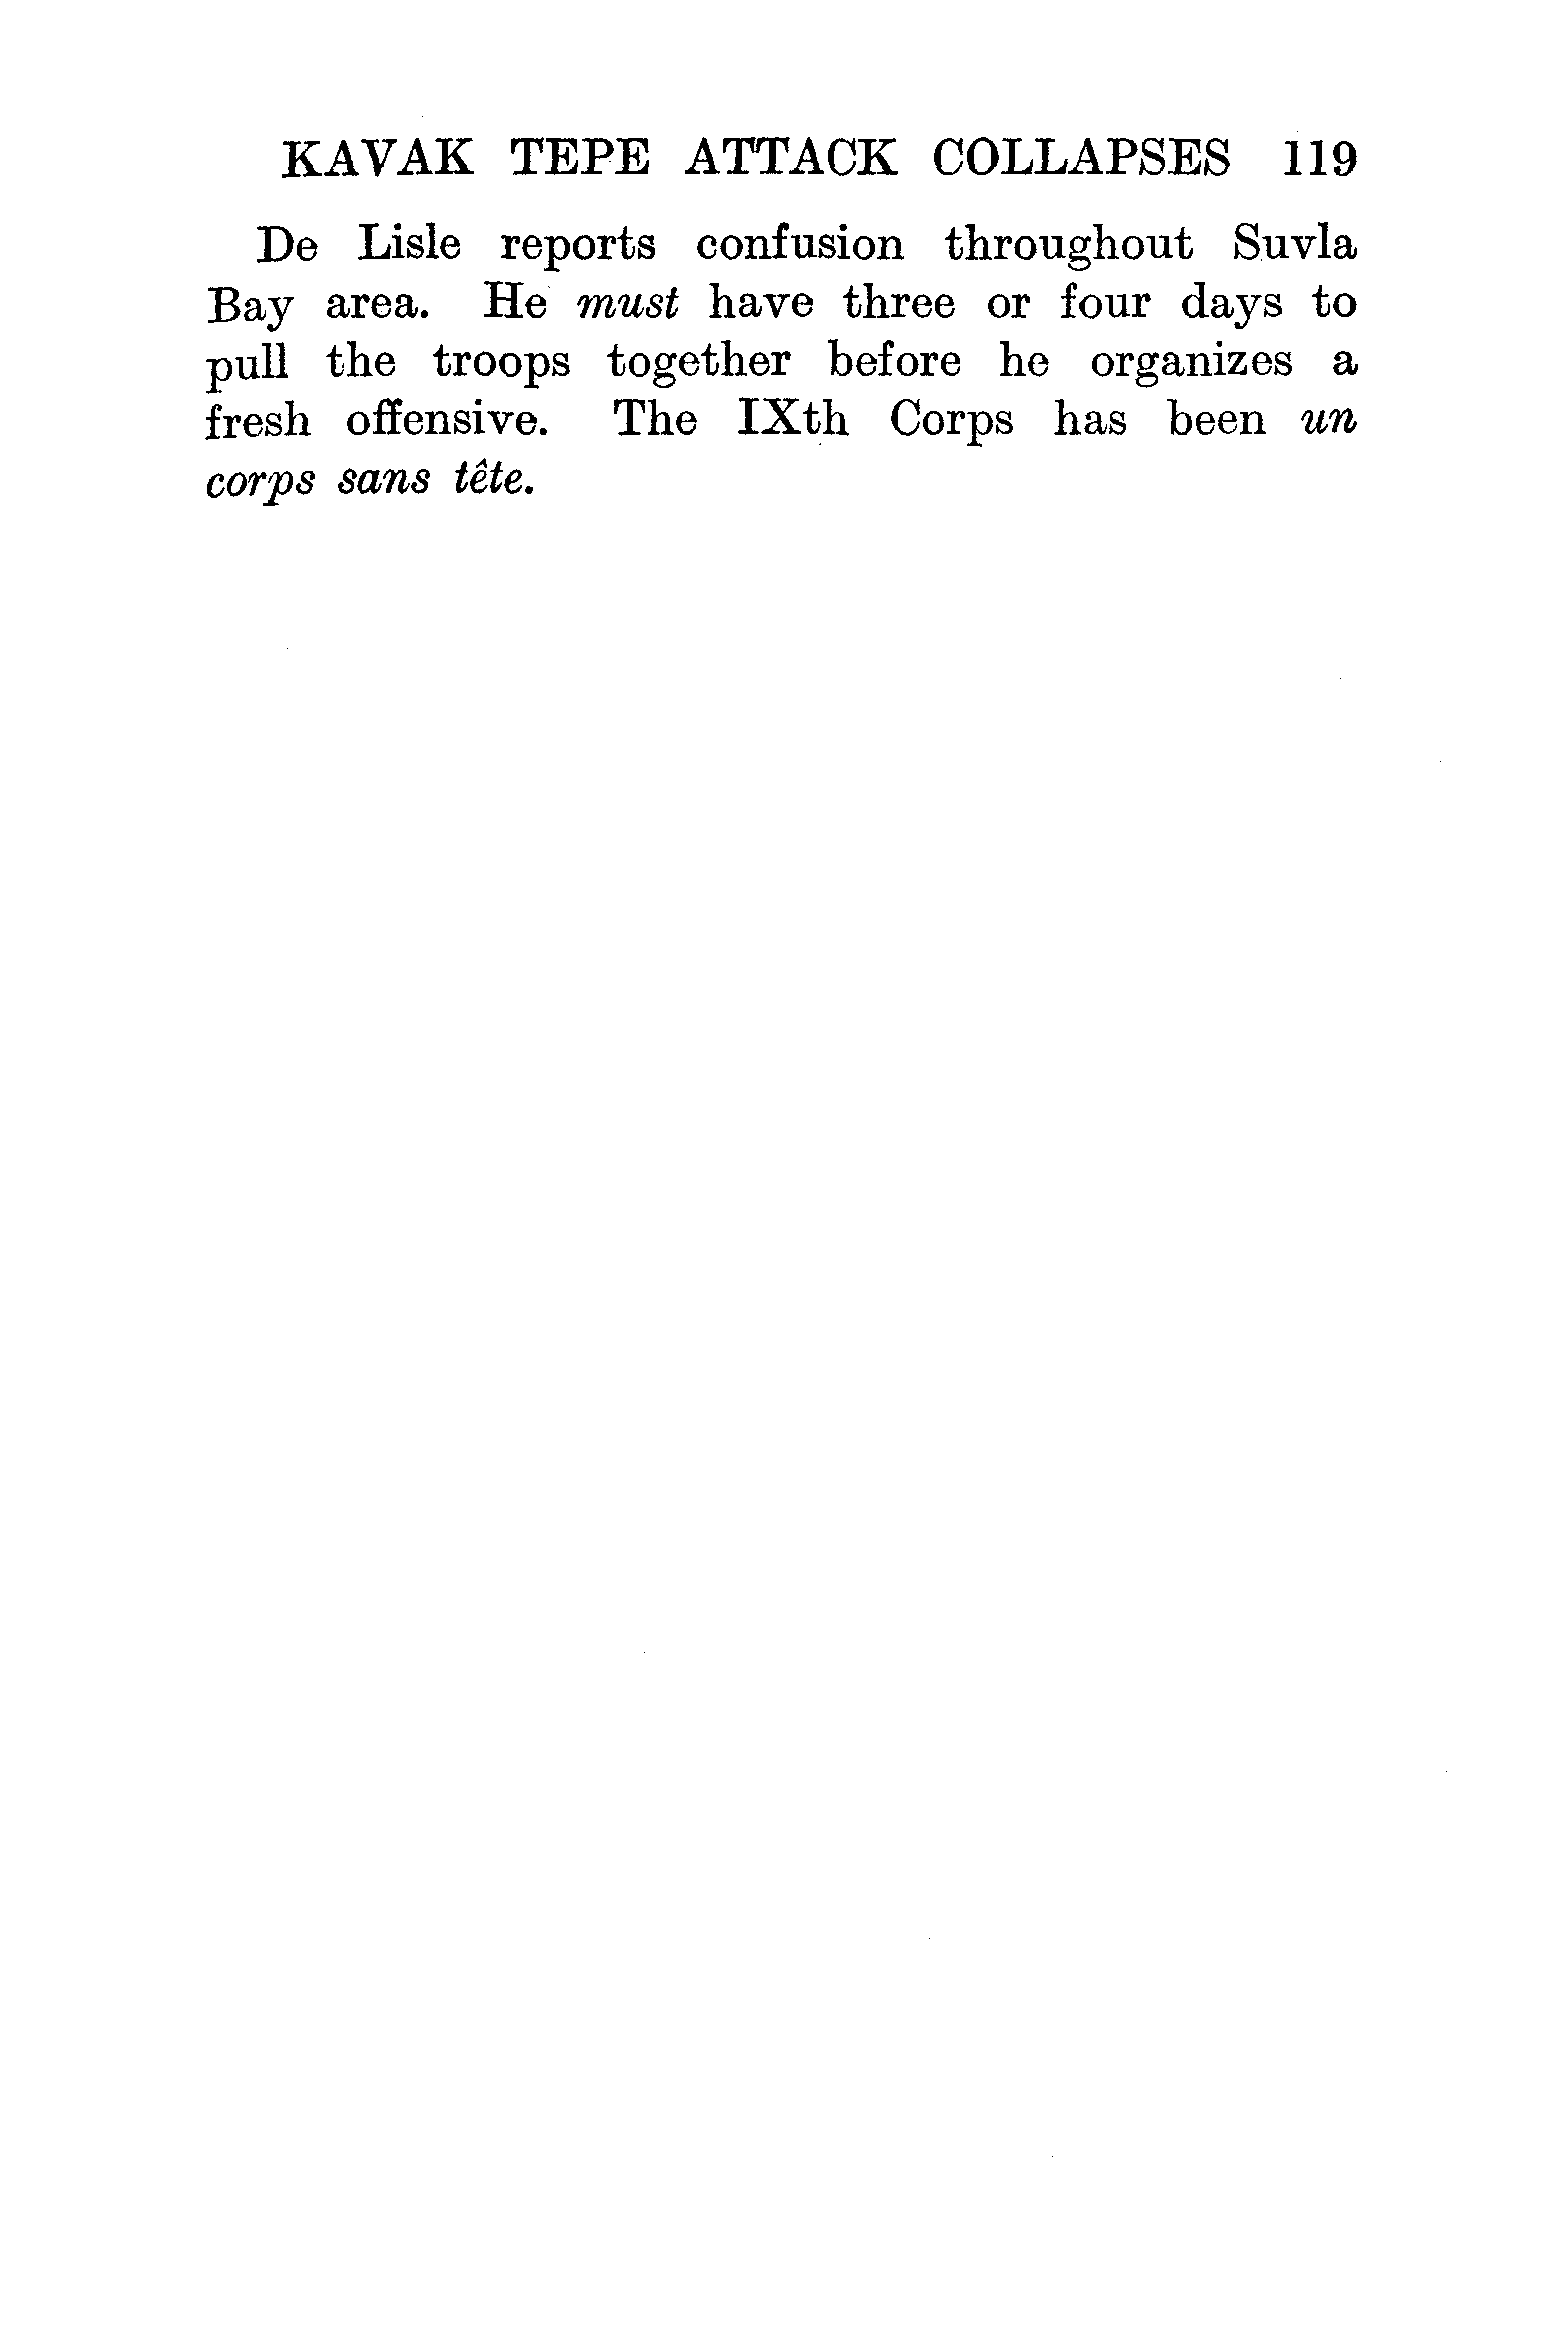 KAVAK TEPE ATTACK COLLAPSES 119
De Lisle reports confusion throughout Suvla
Bay area. He must have three or four days to
pull the troops together before he organizes a
fresh offensive. The IXth Corps has been un
corps sans tête.